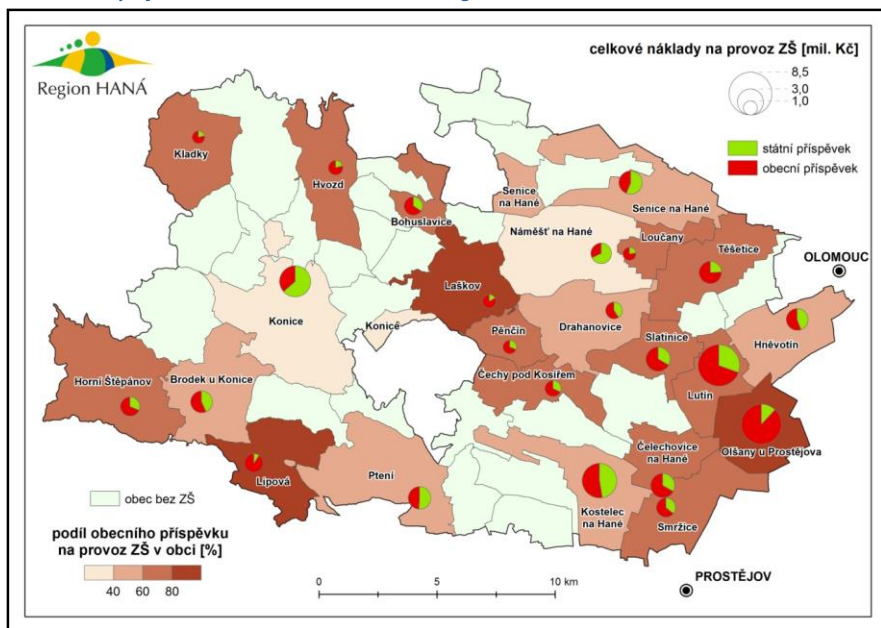 Region HANÁ
celkové náklady na provoz ZŠ [mil. Kč]
8,5
3,0
1,0
státní příspěvek
obecní příspěvek
Kladky
Hvozd
Bohuslavice
Senice
na Hané
Senice na Hané
Náměšť na Hané
Loučany
Těšetice
OLOMOUC
Laškov
Konice
Konice
Pěnčín
Drahanovice
Slatinice
Hněvotín
Horní Štěpánov
Brodek u Konice
Čechy pod Kosířem
Lutín
Olšany u Prostějova
Lipová
Ptení
Čelechovice
na Hané
Kostelec
na Hané
Smržice
obec bez ZŠ
podíl obecního příspěvku
na provoz ZŠ v obci [%]
40 60 80
0 5 10 km
PROSTĚJOV